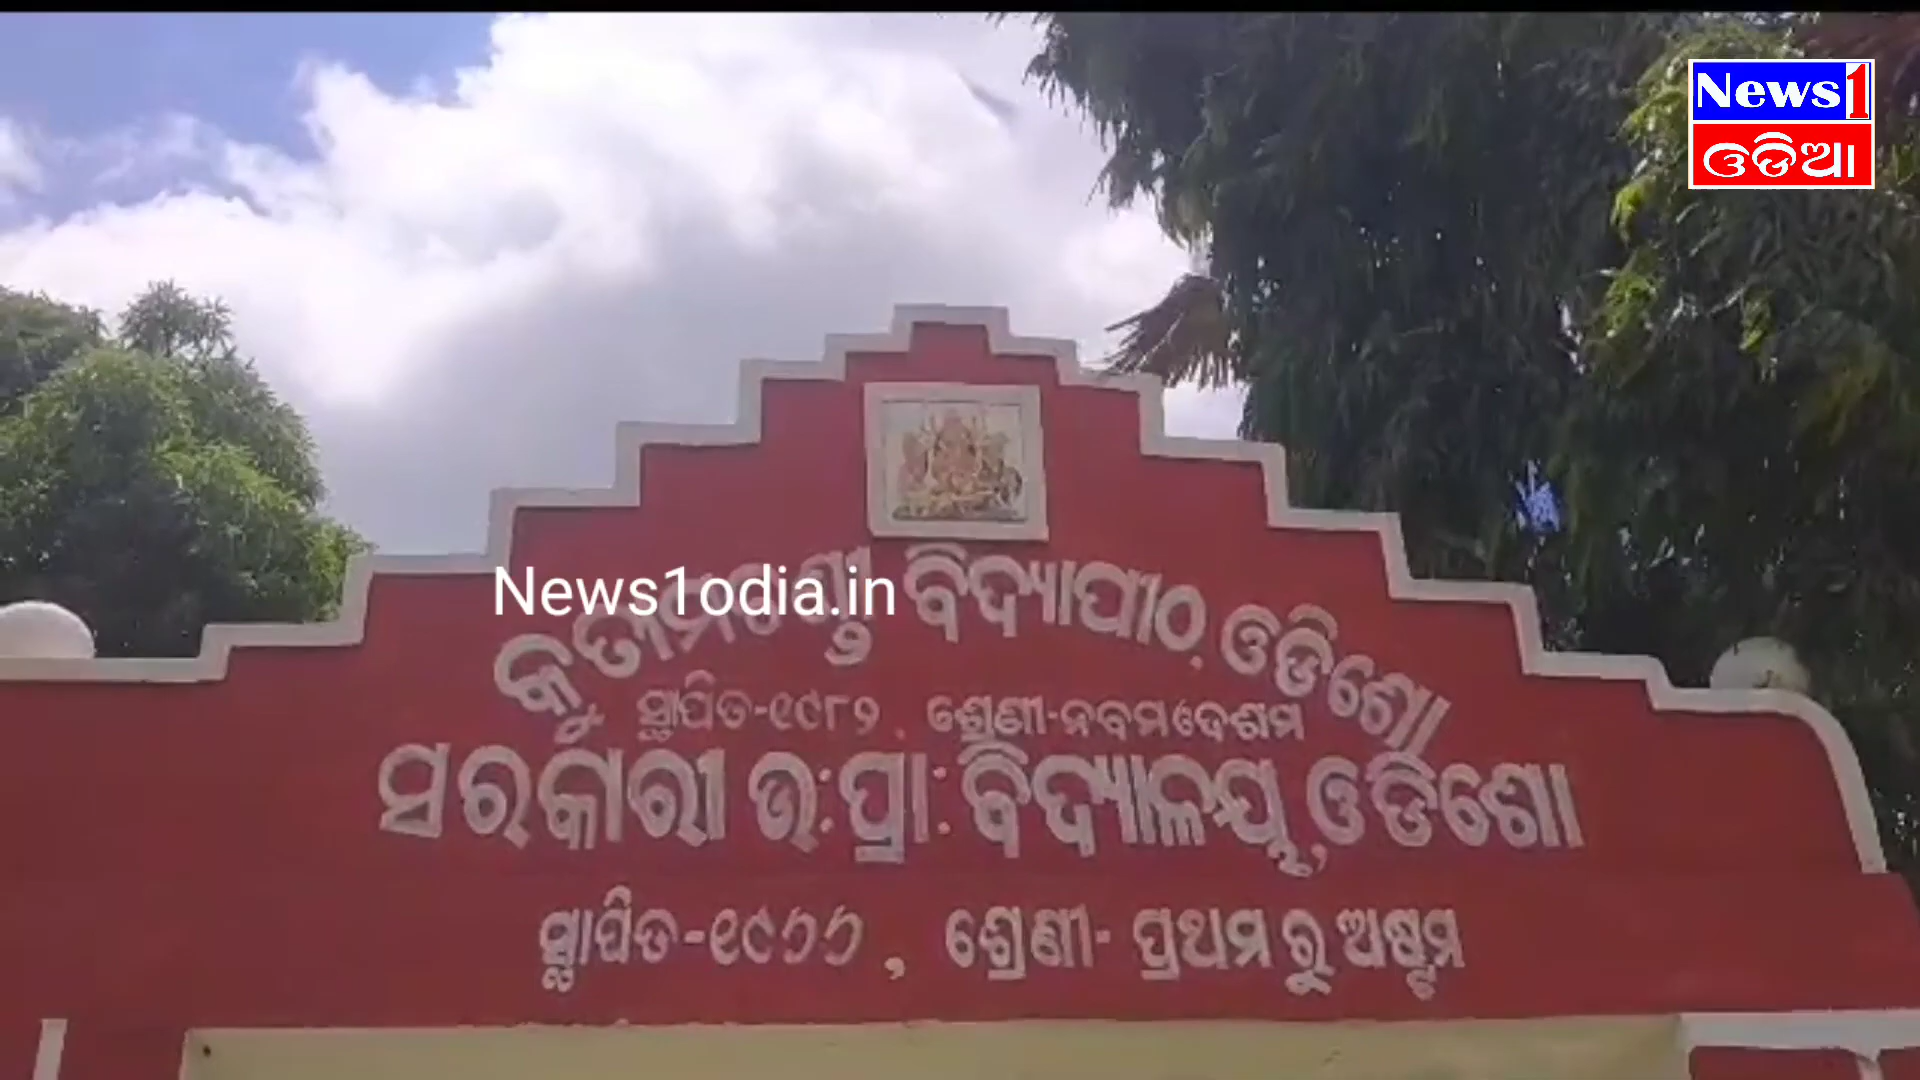 News1
ଓଡିଆ
News1odia.in
ବିଦ୍ୟାପୀଠ, ଓଡିଶୋ
ସ୍ଥାପିତ-୧୯୮୨, ଶ୍ରେଣୀ-ନବମ ଓ ଦଶମ
ସରକାରୀ ଉ:ପ୍ରା: ବିଦ୍ୟାଳୟ, ଓଡିଶୋ
ସ୍ଥାପିତ-୧୯୬୬, ଶ୍ରେଣୀ- ପ୍ରଥମ ରୁ ଅଷ୍ଟମ